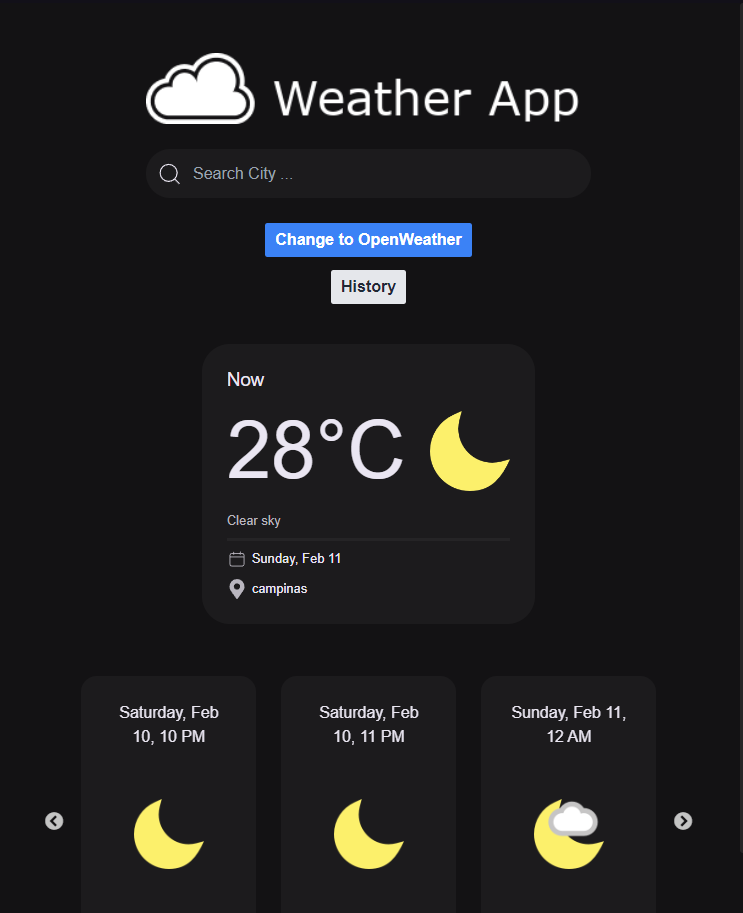 Weather App
Search City ...
Change to OpenWeather
History
Now
28°C
Clear sky
Sunday, Feb 11
campinas
Saturday, Feb
10, 10 PM
Saturday, Feb
10, 11 PM
Sunday, Feb 11,
12 AM